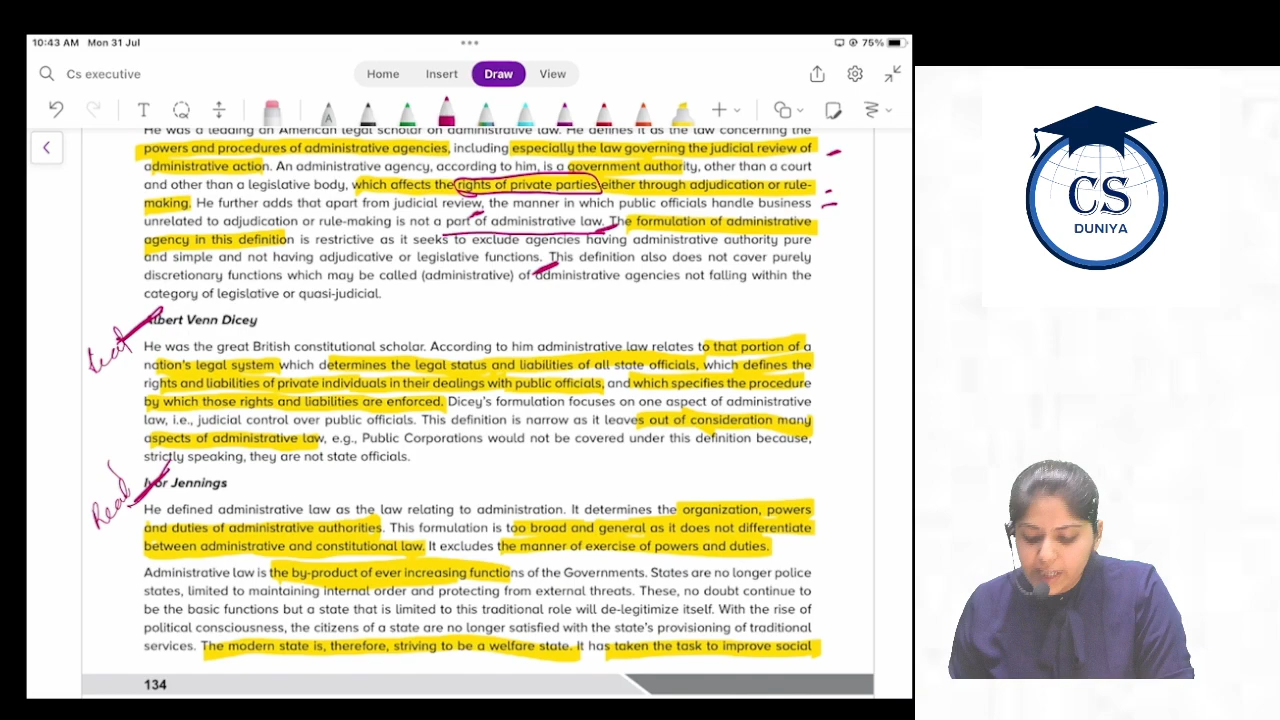 10:43 AM Mon 31 Jul
75%
Cs executive
Home Insert Draw View
He was a leading an American legal scholar on administrative law. He defines it as the law concerning the
powers and procedures of administrative agencies, including especially the law governing the judicial review of
administrative action. An administrative agency, according to him, is a government authority, other than a court
and other than a legislative body, which affects the rights of private parties either through adjudication or rule-
making. He further adds that apart from judicial review, the manner in which public officials handle business
unrelated to adjudication or rule-making is not a part of administrative law. The formulation of administrative
agency in this definition is restrictive as it seeks to exclude agencies having administrative authority pure
and simple and not having adjudicative or legislative functions. This definition also does not cover purely
discretionary functions which may be called (administrative) of administrative agencies not falling within the
category of legislative or quasi-judicial.
Albert Venn Dicey
He was the great British constitutional scholar. According to him administrative law relates to that portion of a
nation's legal system which determines the legal status and liabilities of all state officials, which defines the
rights and liabilities of private individuals in their dealings with public officials, and which specifies the procedure
by which those rights and liabilities are enforced. Dicey's formulation focuses on one aspect of administrative
law, i.e., judicial control over public officials. This definition is narrow as it leaves out of consideration many
aspects of administrative law, e.g., Public Corporations would not be covered under this definition because,
strictly speaking, they are not state officials.
Read
Ivor Jennings
He defined administrative law as the law relating to administration. It determines the organization, powers
and duties of administrative authorities. This formulation is too broad and general as it does not differentiate
between administrative and constitutional law. It excludes the manner of exercise of powers and duties.
Administrative law is the by-product of ever increasing functions of the Governments. States are no longer police
states, limited to maintaining internal order and protecting from external threats. These, no doubt continue to
be the basic functions but a state that is limited to this traditional role will de-legitimize itself. With the rise of
political consciousness, the citizens of a state are no longer satisfied with the state's provisioning of traditional
services. The modern state is, therefore, striving to be a welfare state. It has taken the task to improve social
134
CS
DUNIYA